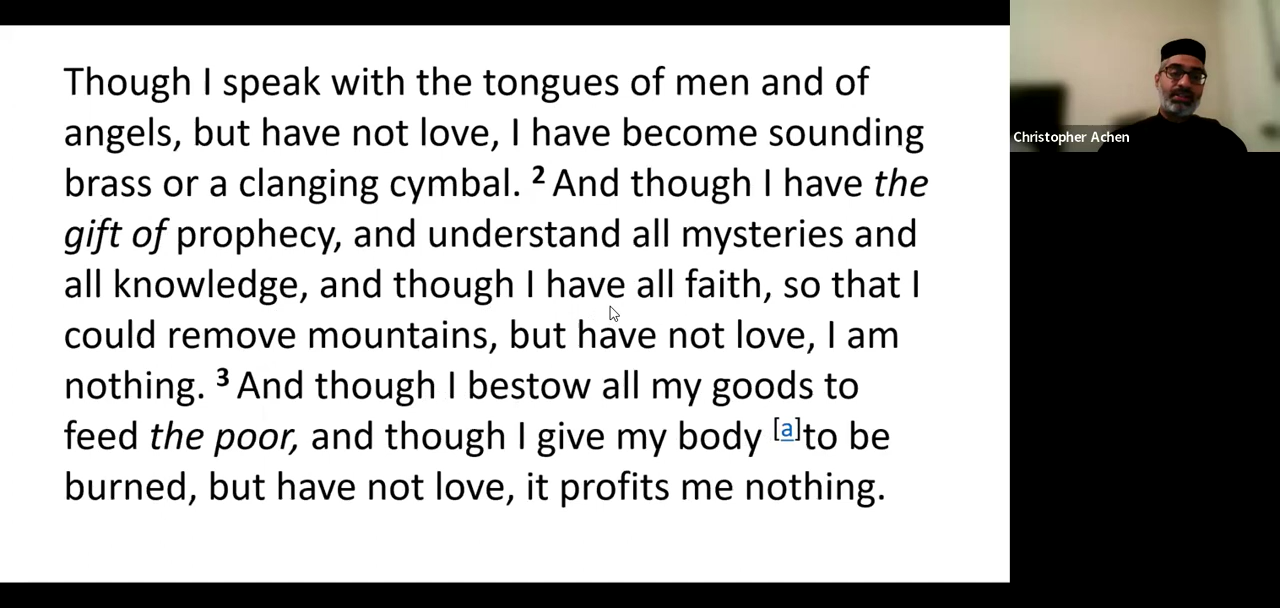 Though I speak with the tongues of men and of
angels, but have not love, I have become sounding
brass or a clanging cymbal. 2 And though I have the
gift of prophecy, and understand all mysteries and
all knowledge, and though I have all faith, so that I
could remove mountains, but have not love, I am
nothing. 3 And though I bestow all my goods to
feed the poor, and though I give my body [a]to be
burned, but have not love, it profits me nothing.
Christopher Achen